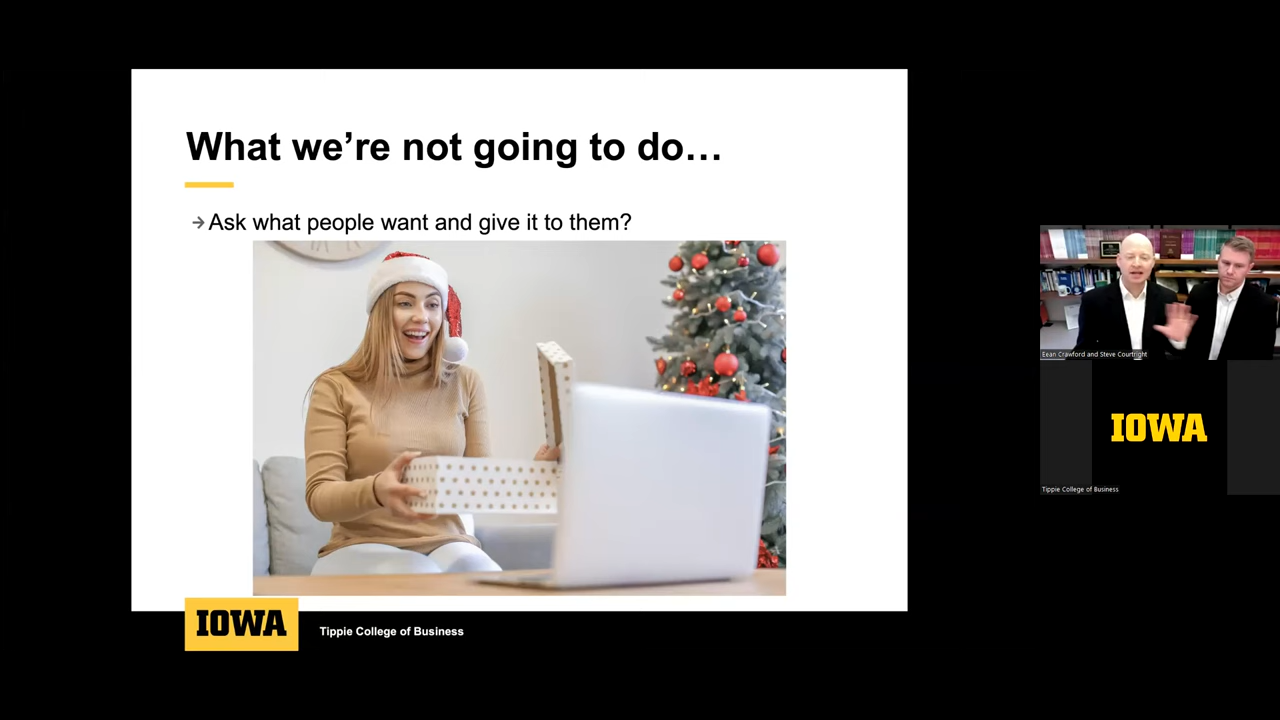 What we're not going to do…
→Ask what people want and give it to them?
IOWA
Tippie College of Business
Eean Crawford and Steve Courtright
IOWA
Tippie College of Business